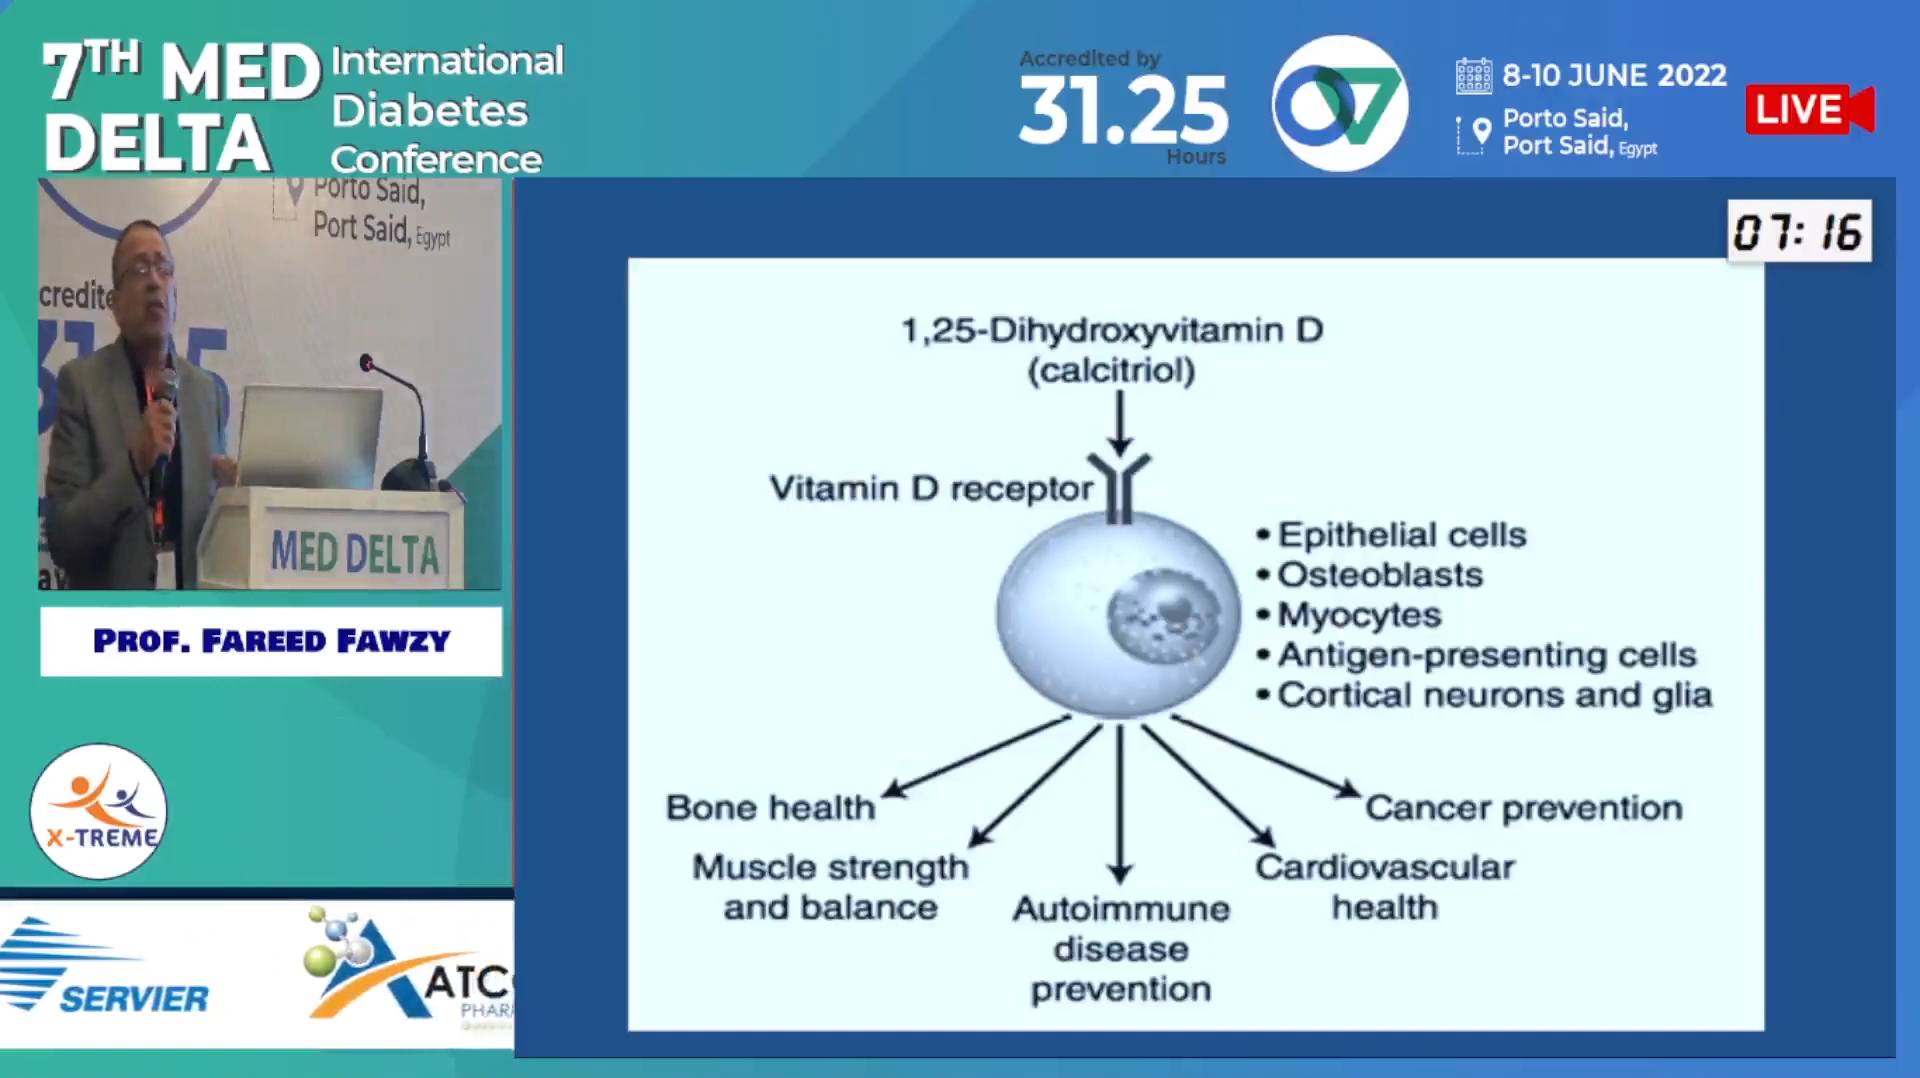 7TH MED
DELTA
International
Diabetes
Conference
Accredited by
31.25
Hours
8-10 JUNE 2022
Porto Said,
Port Said, Egypt
LIVE
Porto Said,
Port Said, Egypt
MED DELTA
PROF. FAREED FAWZY
X-TREME
SERVIER
ATC
PHAR
07:16
1,25-Dihydroxyvitamin D
(calcitriol)
Vitamin D receptor
• Epithelial cells
• Osteoblasts
• Myocytes
• Antigen-presenting cells
• Cortical neurons and glia
Bone health
Muscle strength
and balance
Autoimmune
disease
prevention
Cardiovascular
health
Cancer prevention